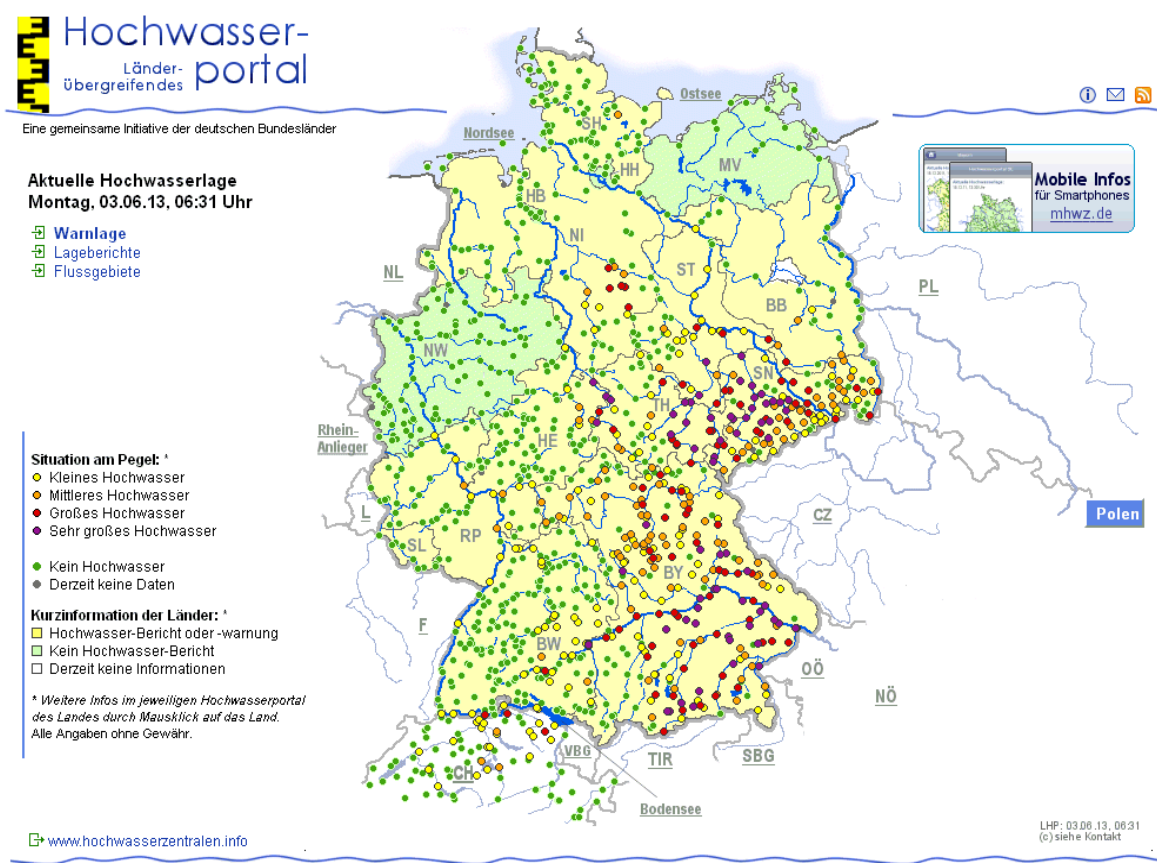 Hochwasser-
Länder-
übergreifendes portal
Eine gemeinsame Initiative der deutschen Bundesländer
Aktuelle Hochwasserlage
Montag, 03.06.13, 06:31 Uhr
Warnlage
Lageberichte
Flussgebiete
Mobile Infos
für Smartphones
mhwz.de
Ostsee
Nordsee
SH
HH
MV
HB
NI
ST
BB
NL
PL
NW
SN
TH
HE
Rhein-
Anlieger
L
RP
SL
CZ
Polen
BY
F
BW
OÖ
NÖ
VBG
TIR
SBG
CH
Bodensee
Situation am Pegel: *
Kleines Hochwasser
Mittleres Hochwasser
Großes Hochwasser
Sehr großes Hochwasser
Kein Hochwasser
Derzeit keine Daten
Kurzinformation der Länder: *
Hochwasser-Bericht oder -warnung
Kein Hochwasser-Bericht
Derzeit keine Informationen
* Weitere Infos im jeweiligen Hochwasserportal
des Landes durch Mausklick auf das Land.
Alle Angaben ohne Gewähr.
www.hochwasserzentralen.info
LHP: 03.06.13, 06:31
(c) siehe Kontakt